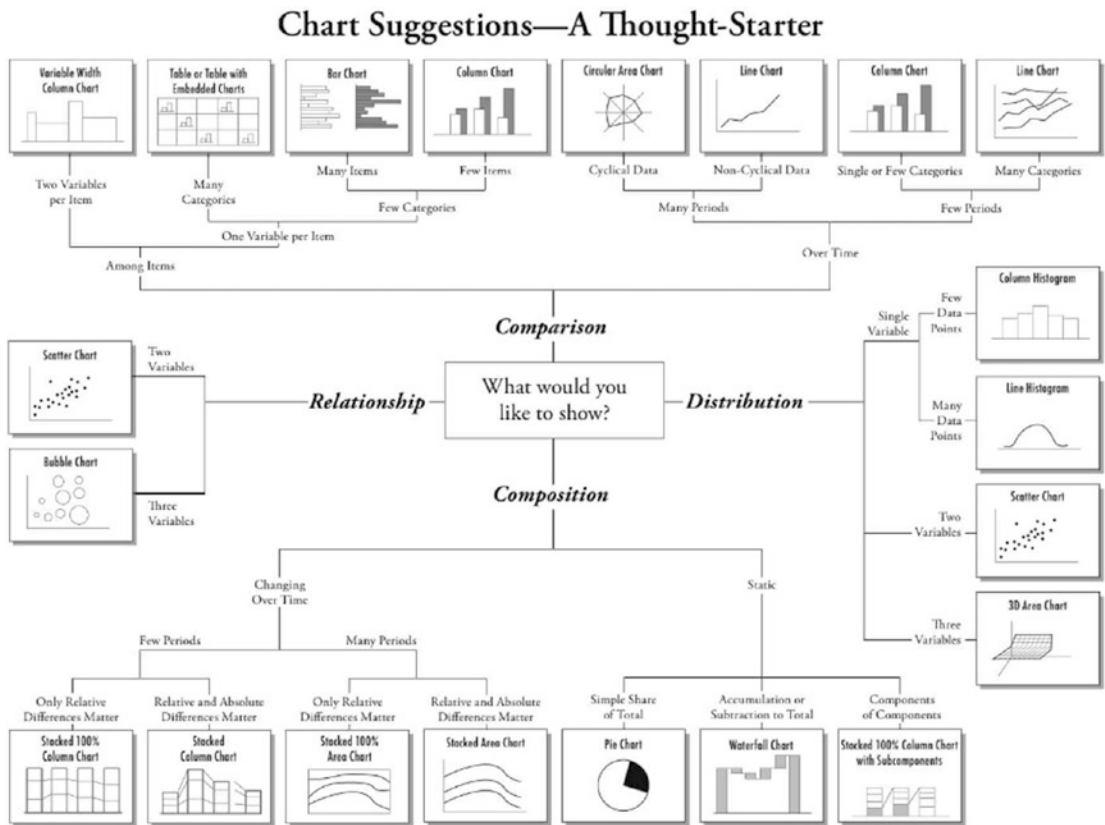 Chart Suggestions—A Thought-Starter
Variable Width
Column Chart
Table or Table with
Embedded Charts
Bar Chart
Column Chart
Circular Area Chart
Line Chart
Column Chart
Line Chart
Two Variables
per Item
Many
Categories
Many Items
Few Items
Cyclical Data
Non-Cyclical Data
Single or Few Categories
Many Categories
Few Categories
Many Periods
Few Periods
One Variable per Item
Among Items
Over Time
Comparison
What would you
like to show?
Relationship
Two
Variables
Scatter Chart
Three
Variables
Bubble Chart
Distribution
Single
Variable
Few
Data
Points
Column Histogram
Many
Data
Points
Line Histogram
Two
Variables
Scatter Chart
Three
Variables
3D Area Chart
Composition
Changing
Over Time
Static
Few Periods
Many Periods
Only Relative
Differences Matter
Relative and Absolute
Differences Matter
Only Relative
Differences Matter
Relative and Absolute
Differences Matter
Simple Share
of Total
Accumulation or
Subtraction to Total
Components
of Components
Stacked 100%
Column Chart
Stacked
Column Chart
Stacked 100%
Area Chart
Stacked Area Chart
Pie Chart
Waterfall Chart
Stacked 100% Column Chart
with Subcomponents